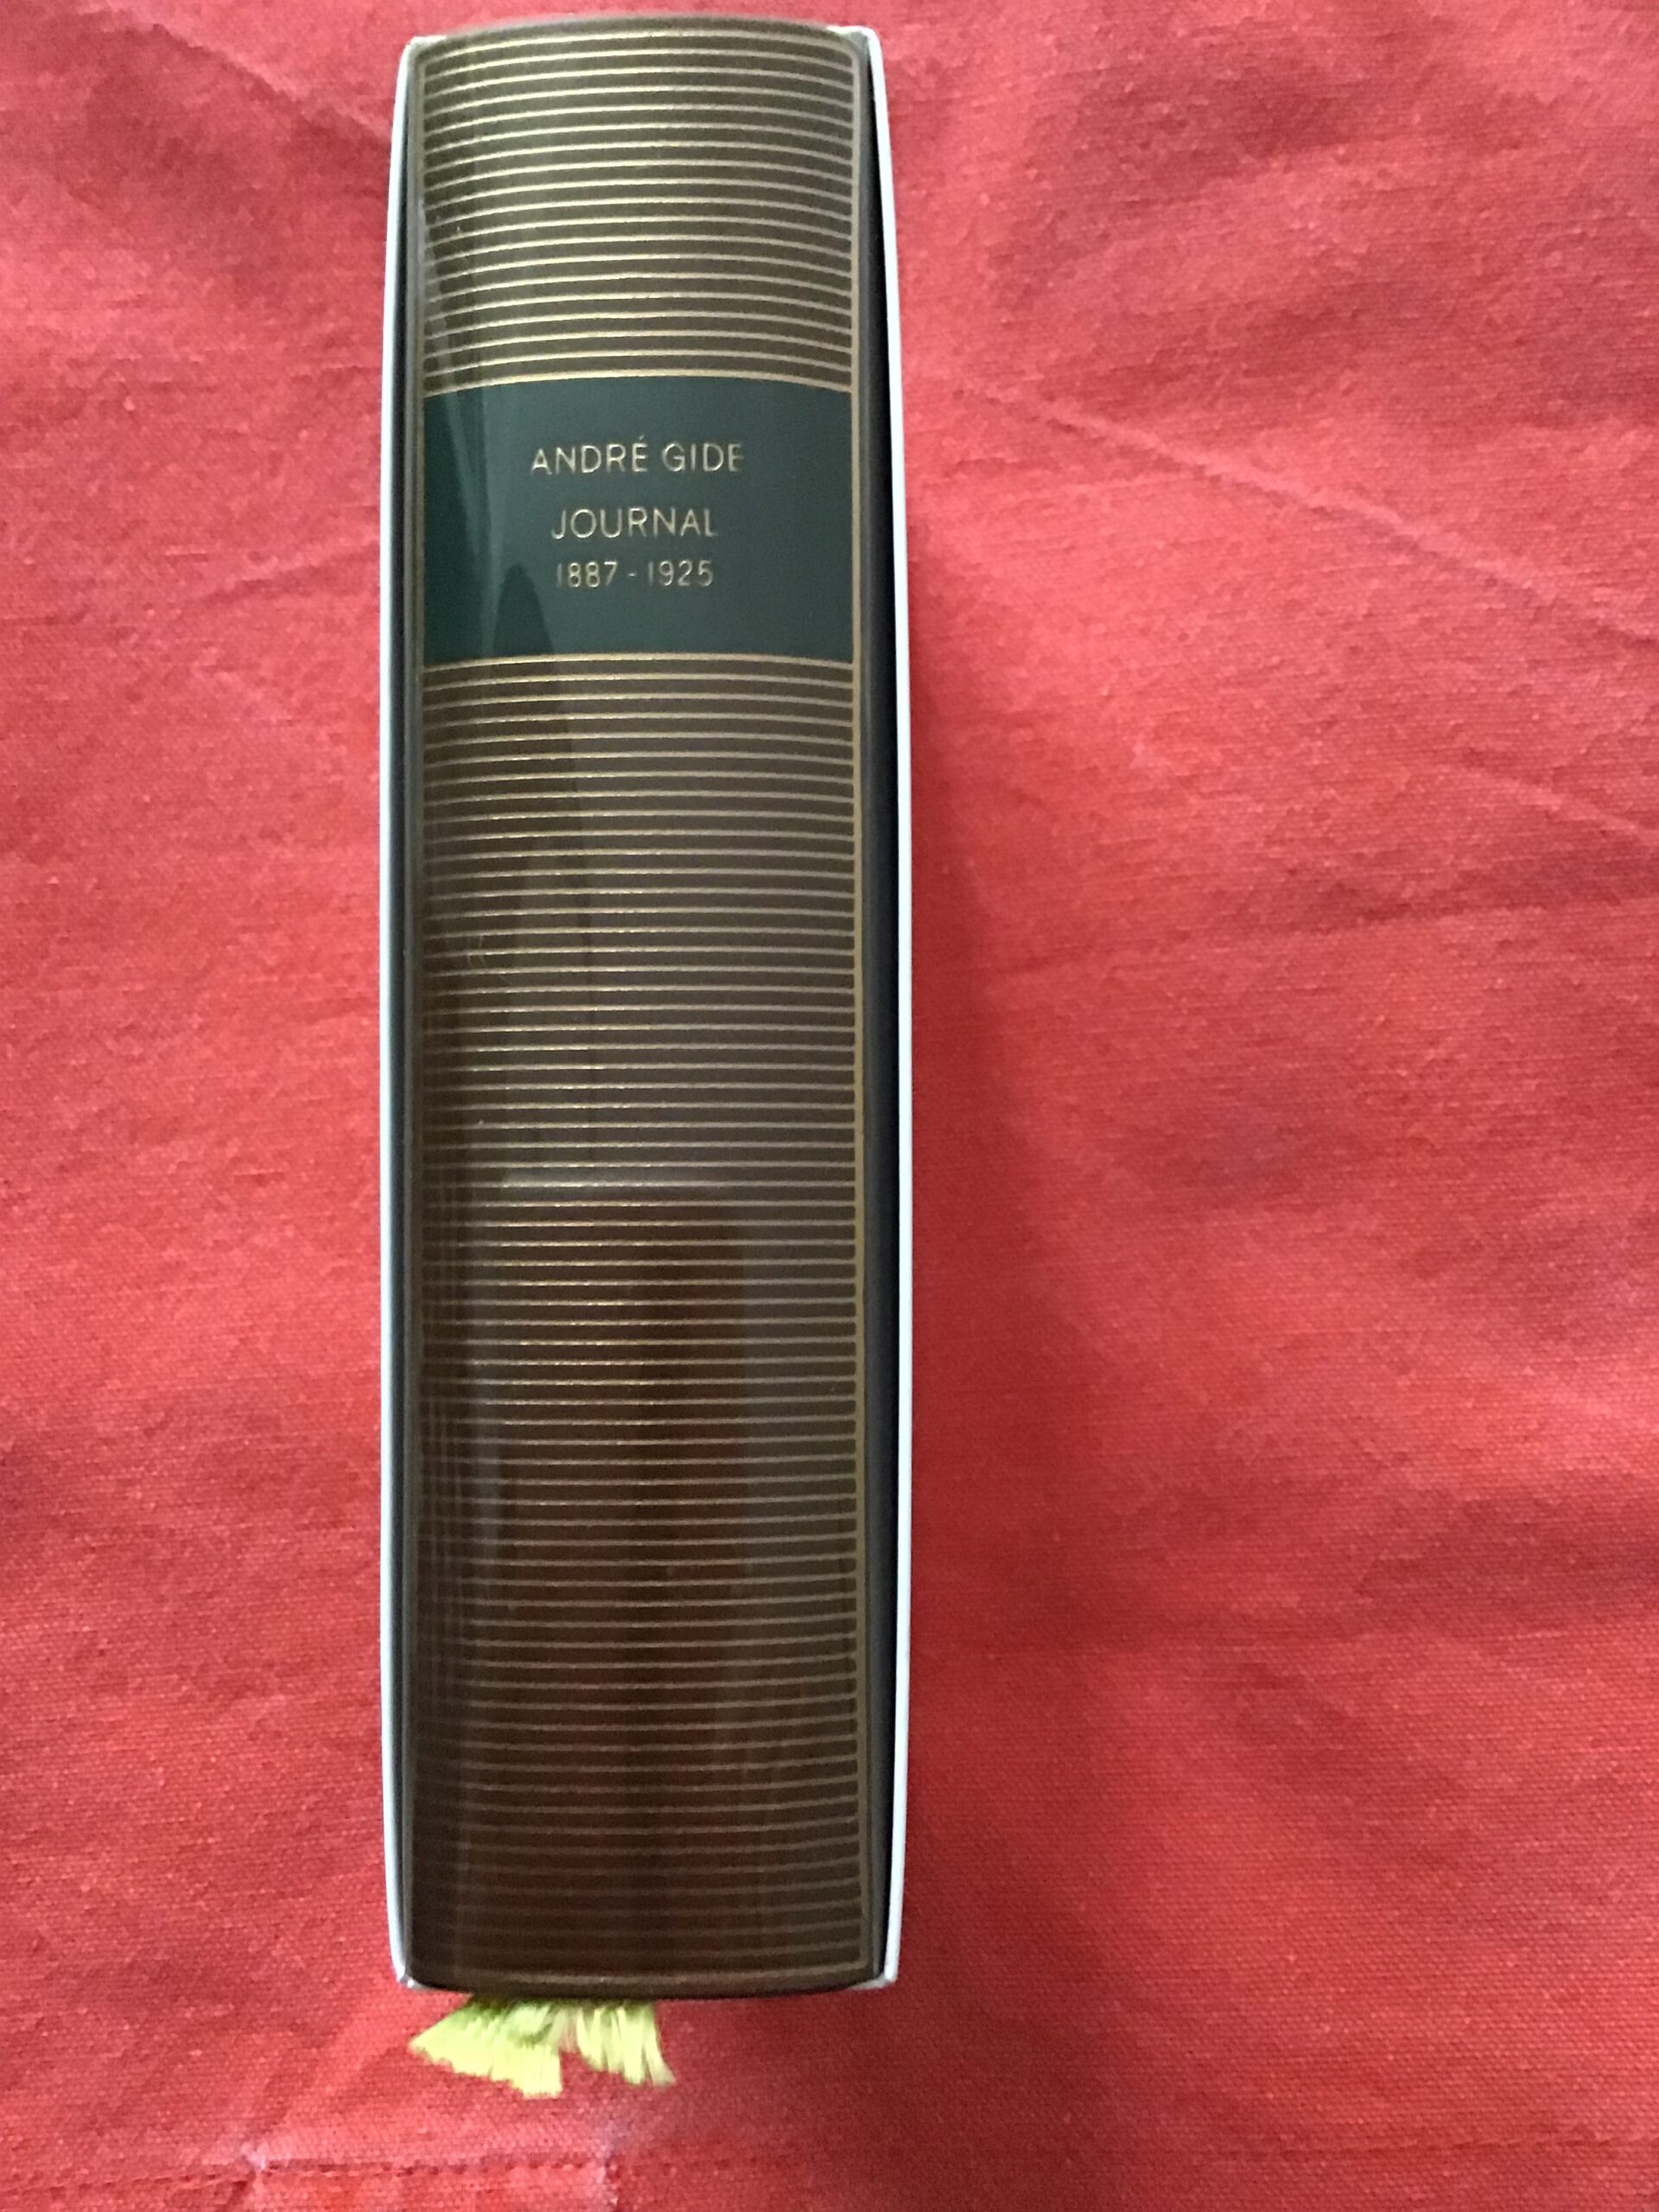 ANDRÉ GIDE
JOURNAL
1887 - 1925